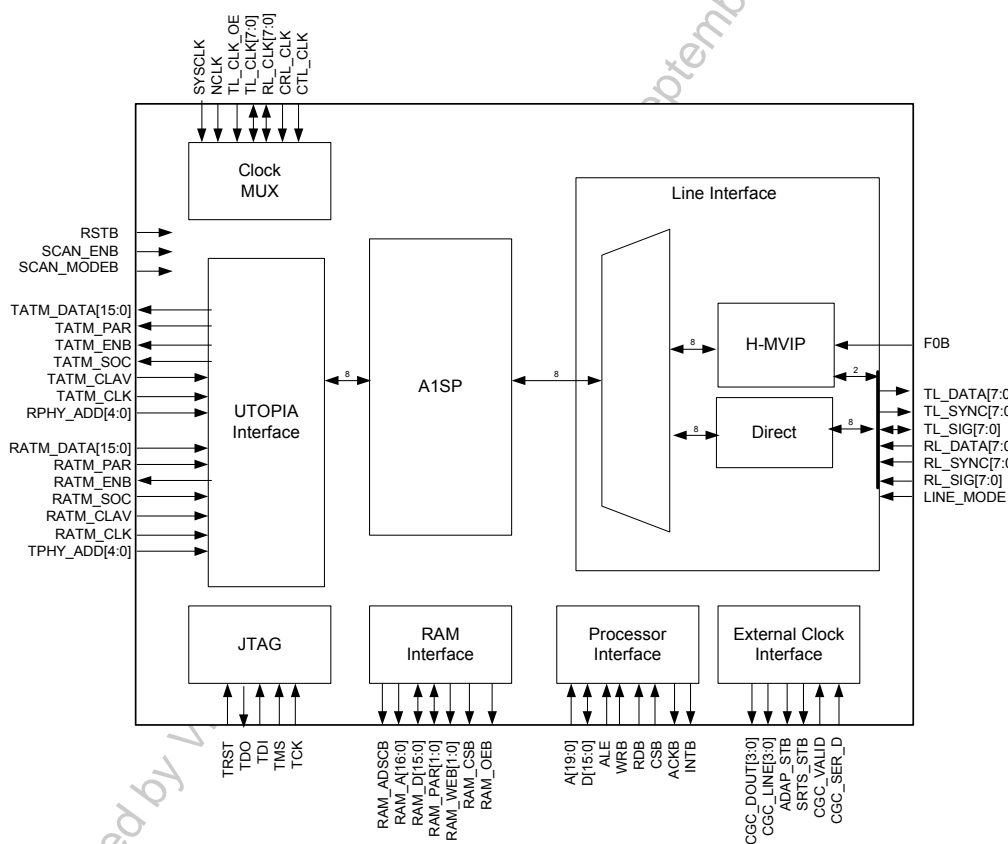 SYSCLK
NCLK
TL_CLK_OE
TL_CLK[7:0]
RL_CLK[7:0]
CRL_CLK
CTL_CLK
Clock
MUX
Line Interface
RSTB
SCAN_ENB
SCAN_MODEB
TATM_DATA[15:0]
TATM_PAR
TATM_ENB
TATM_SOC
TATM_CLAV
TATM_CLK
RPHY_ADD[4:0]
RATM_DATA[15:0]
RATM_PAR
RATM_ENB
RATM_SOC
RATM_CLAV
RATM_CLK
TPHY_ADD[4:0]
UTOPIA
Interface
8
A1SP
8
8
H-MVIP
2
8
Direct
8
F0B
TL_DATA[7:0
TL_SYNC[7:0
TL_SIG[7:0]
RL_DATA[7:0
RL_SYNC[7:0
RL_SIG[7:0]
LINE_MODE
JTAG
RAM
Interface
Processor
Interface
External Clock
Interface
TRST
TDO
TDI
TMS
TCK
RAM_ADSCB
RAM_A[16:0]
RAM_D[15:0]
RAM_PAR[1:0]
RAM_WEB[1:0]
RAM_CSB
RAM_OEB
A[19:0]
D[15:0]
ALE
WRB
RDB
CSB
ACKB
INTB
CGC_DOUT[3:0]
CGC_LINE[3:0]
ADAP_STB
SRTS_STB
CGC_VALID
CGC_SER_D
ed by V
eptemb